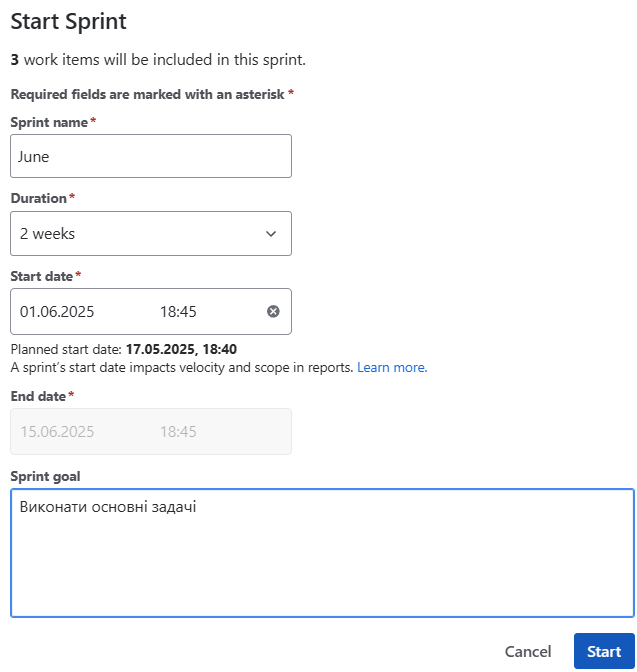 Start Sprint
3 work items will be included in this sprint.
Required fields are marked with an asterisk *
Sprint name*
June
Duration*
2 weeks
Start date*
01.06.2025 18:45
Planned start date: 17.05.2025, 18:40
A sprint's start date impacts velocity and scope in reports. Learn more.
End date*
15.06.2025 18:45
Sprint goal
Виконати основні задачі
Cancel Start